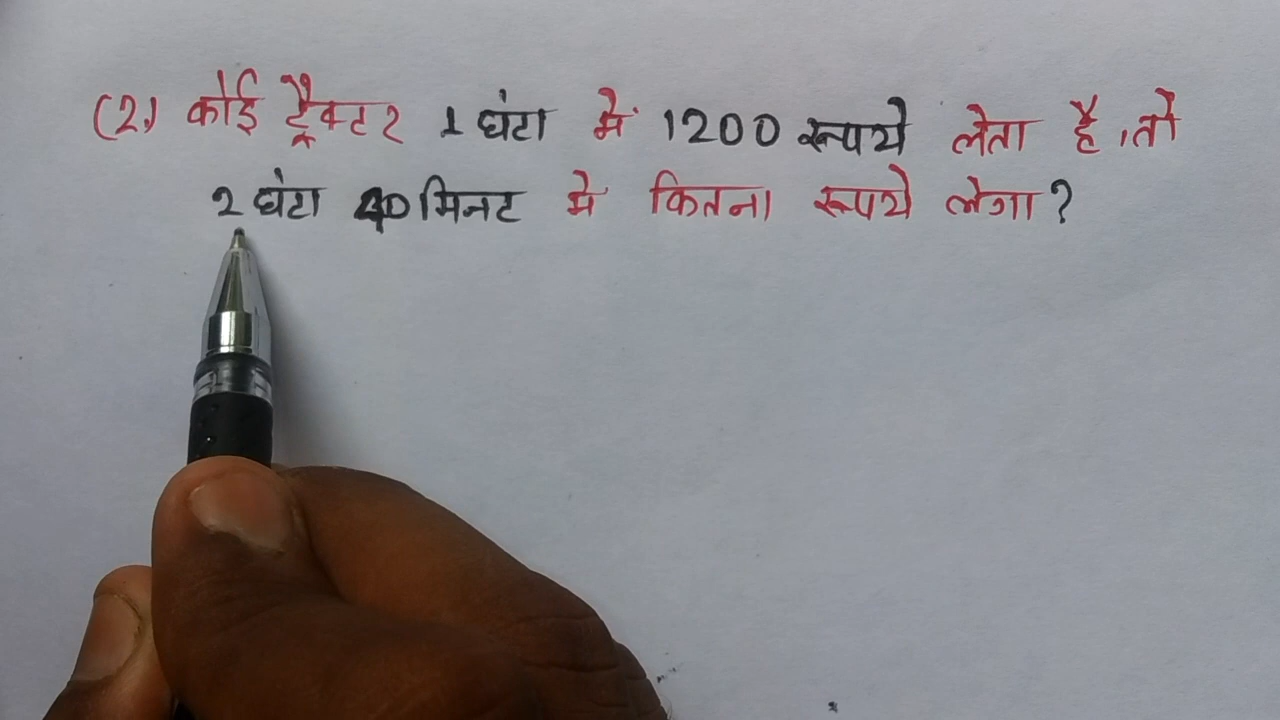 (2) कोई ट्रैक्टर 1 घंटा में 1200 रूपये लेता है, तो
2 घंटा 40 मिनट में कितना रूपये लेगा?